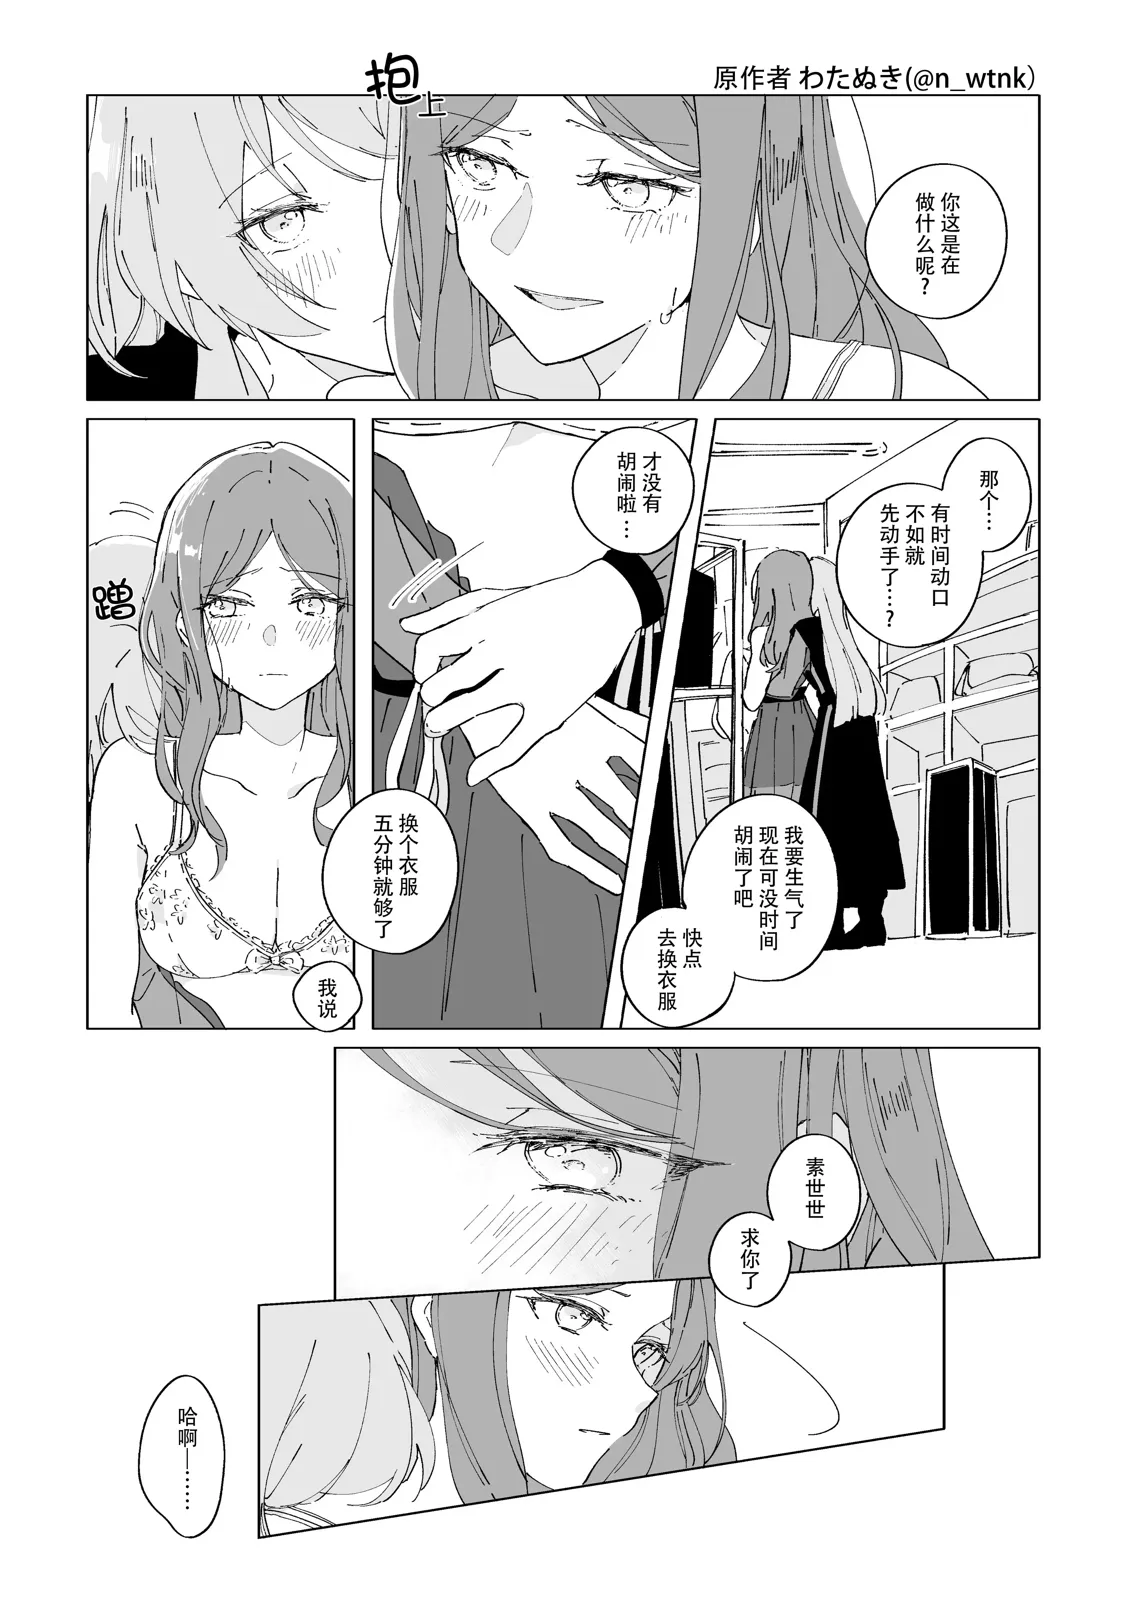 原作者 わたぬき(@n_wtnk)
抱上
你这是在
做什么呢?
那个…
有时间动口
不如就
先动手了……?
我要生气了
现在可没时间
胡闹了吧
快点
去换衣服
才没有
胡闹啦…
换个衣服
五分钟就够了
蹭
我说
素世世
求你了
哈啊—……